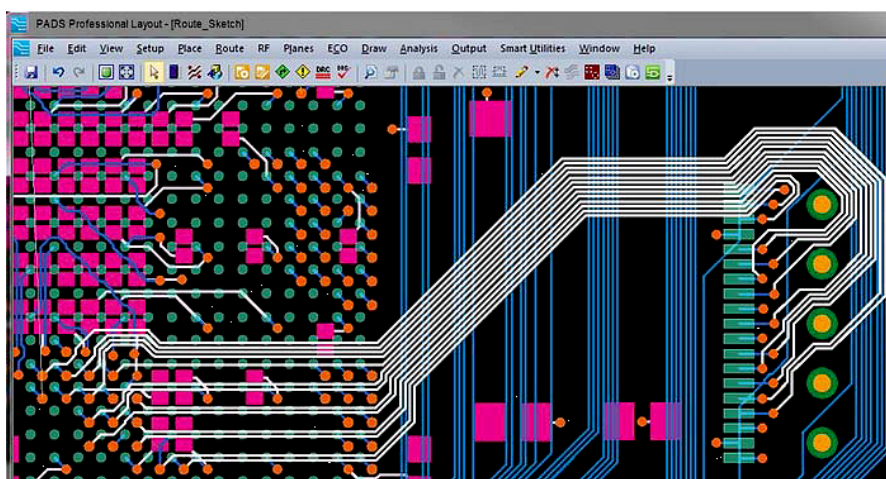 PADS Professional Layout - [Route_Sketch]
File Edit View Setup Place Route RF Planes ECO Draw Analysis Output Smart Utilities Window Help
DRC